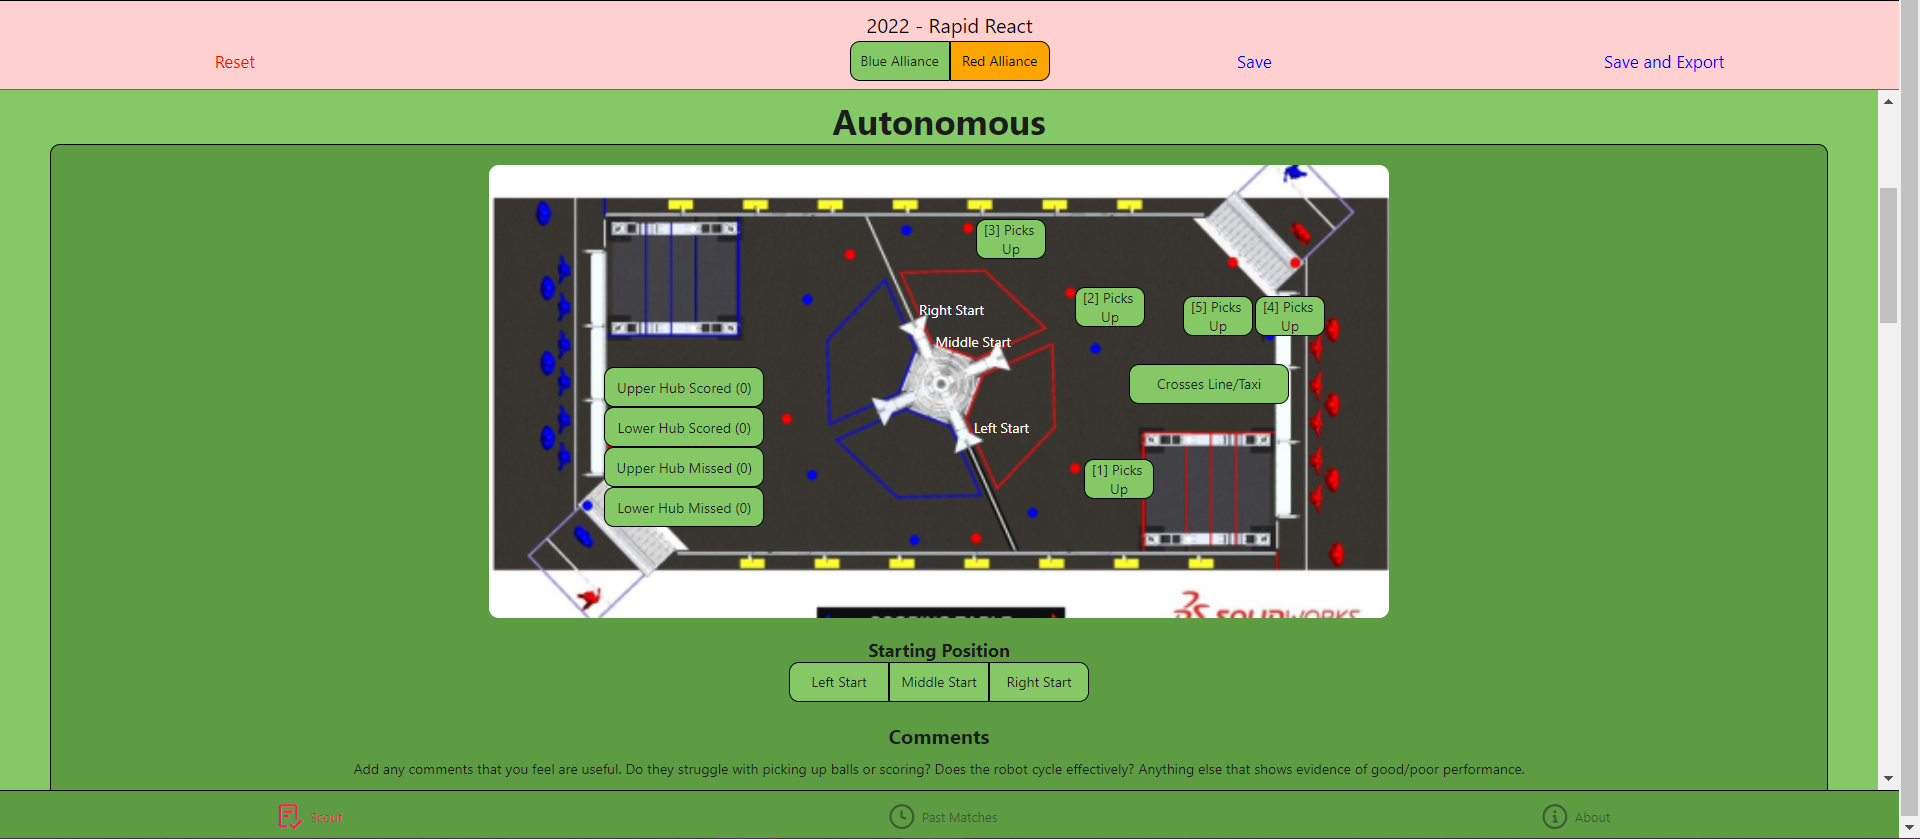 2022 - Rapid React
Reset
Blue Alliance
Red Alliance
Save
Save and Export
Autonomous
[3] Picks
Up
[2] Picks
Up
[5] Picks
Up
[4] Picks
Up
Right Start
Middle Start
Crosses Line/Taxi
Upper Hub Scored (0)
Lower Hub Scored (0)
Left Start
Upper Hub Missed (0)
[1] Picks
Up
Lower Hub Missed (0)
SOLIDWORKS
Starting Position
Left Start
Middle Start
Right Start
Comments
Add any comments that you feel are useful. Do they struggle with picking up balls or scoring? Does the robot cycle effectively? Anything else that shows evidence of good/poor performance.
Scout
Past Matches
About